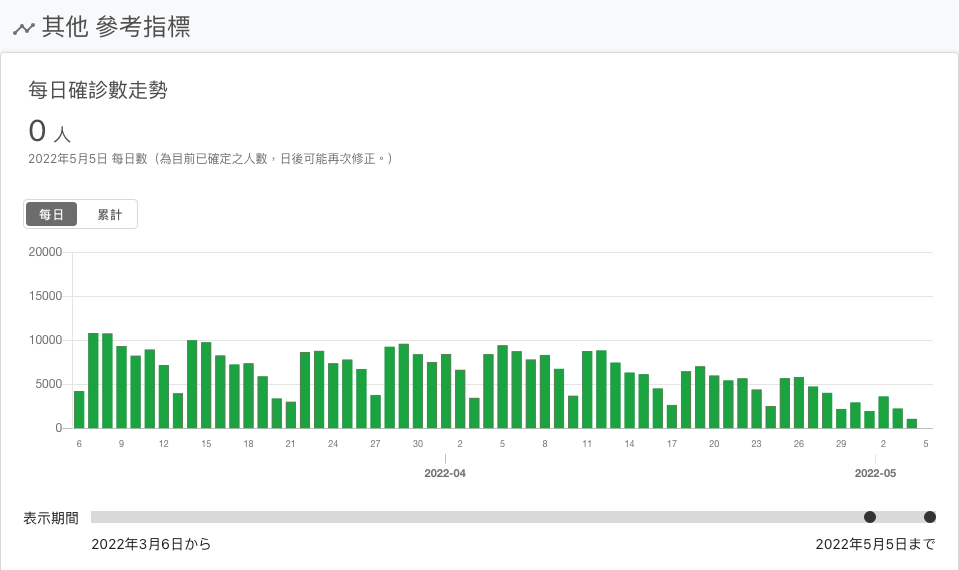 其他 參考指標
每日確診數走勢
0 人
2022年5月5日 每日數（為目前已確定之人數，日後可能再次修正。）
每日 累計
20000
15000
10000
5000
0
6 9 12 15 18 21 24 27 30 2 5 8 11 14 17 20 23 26 29 2 5
2022-04 2022-05
表示期間
2022年3月6日から 2022年5月5日まで